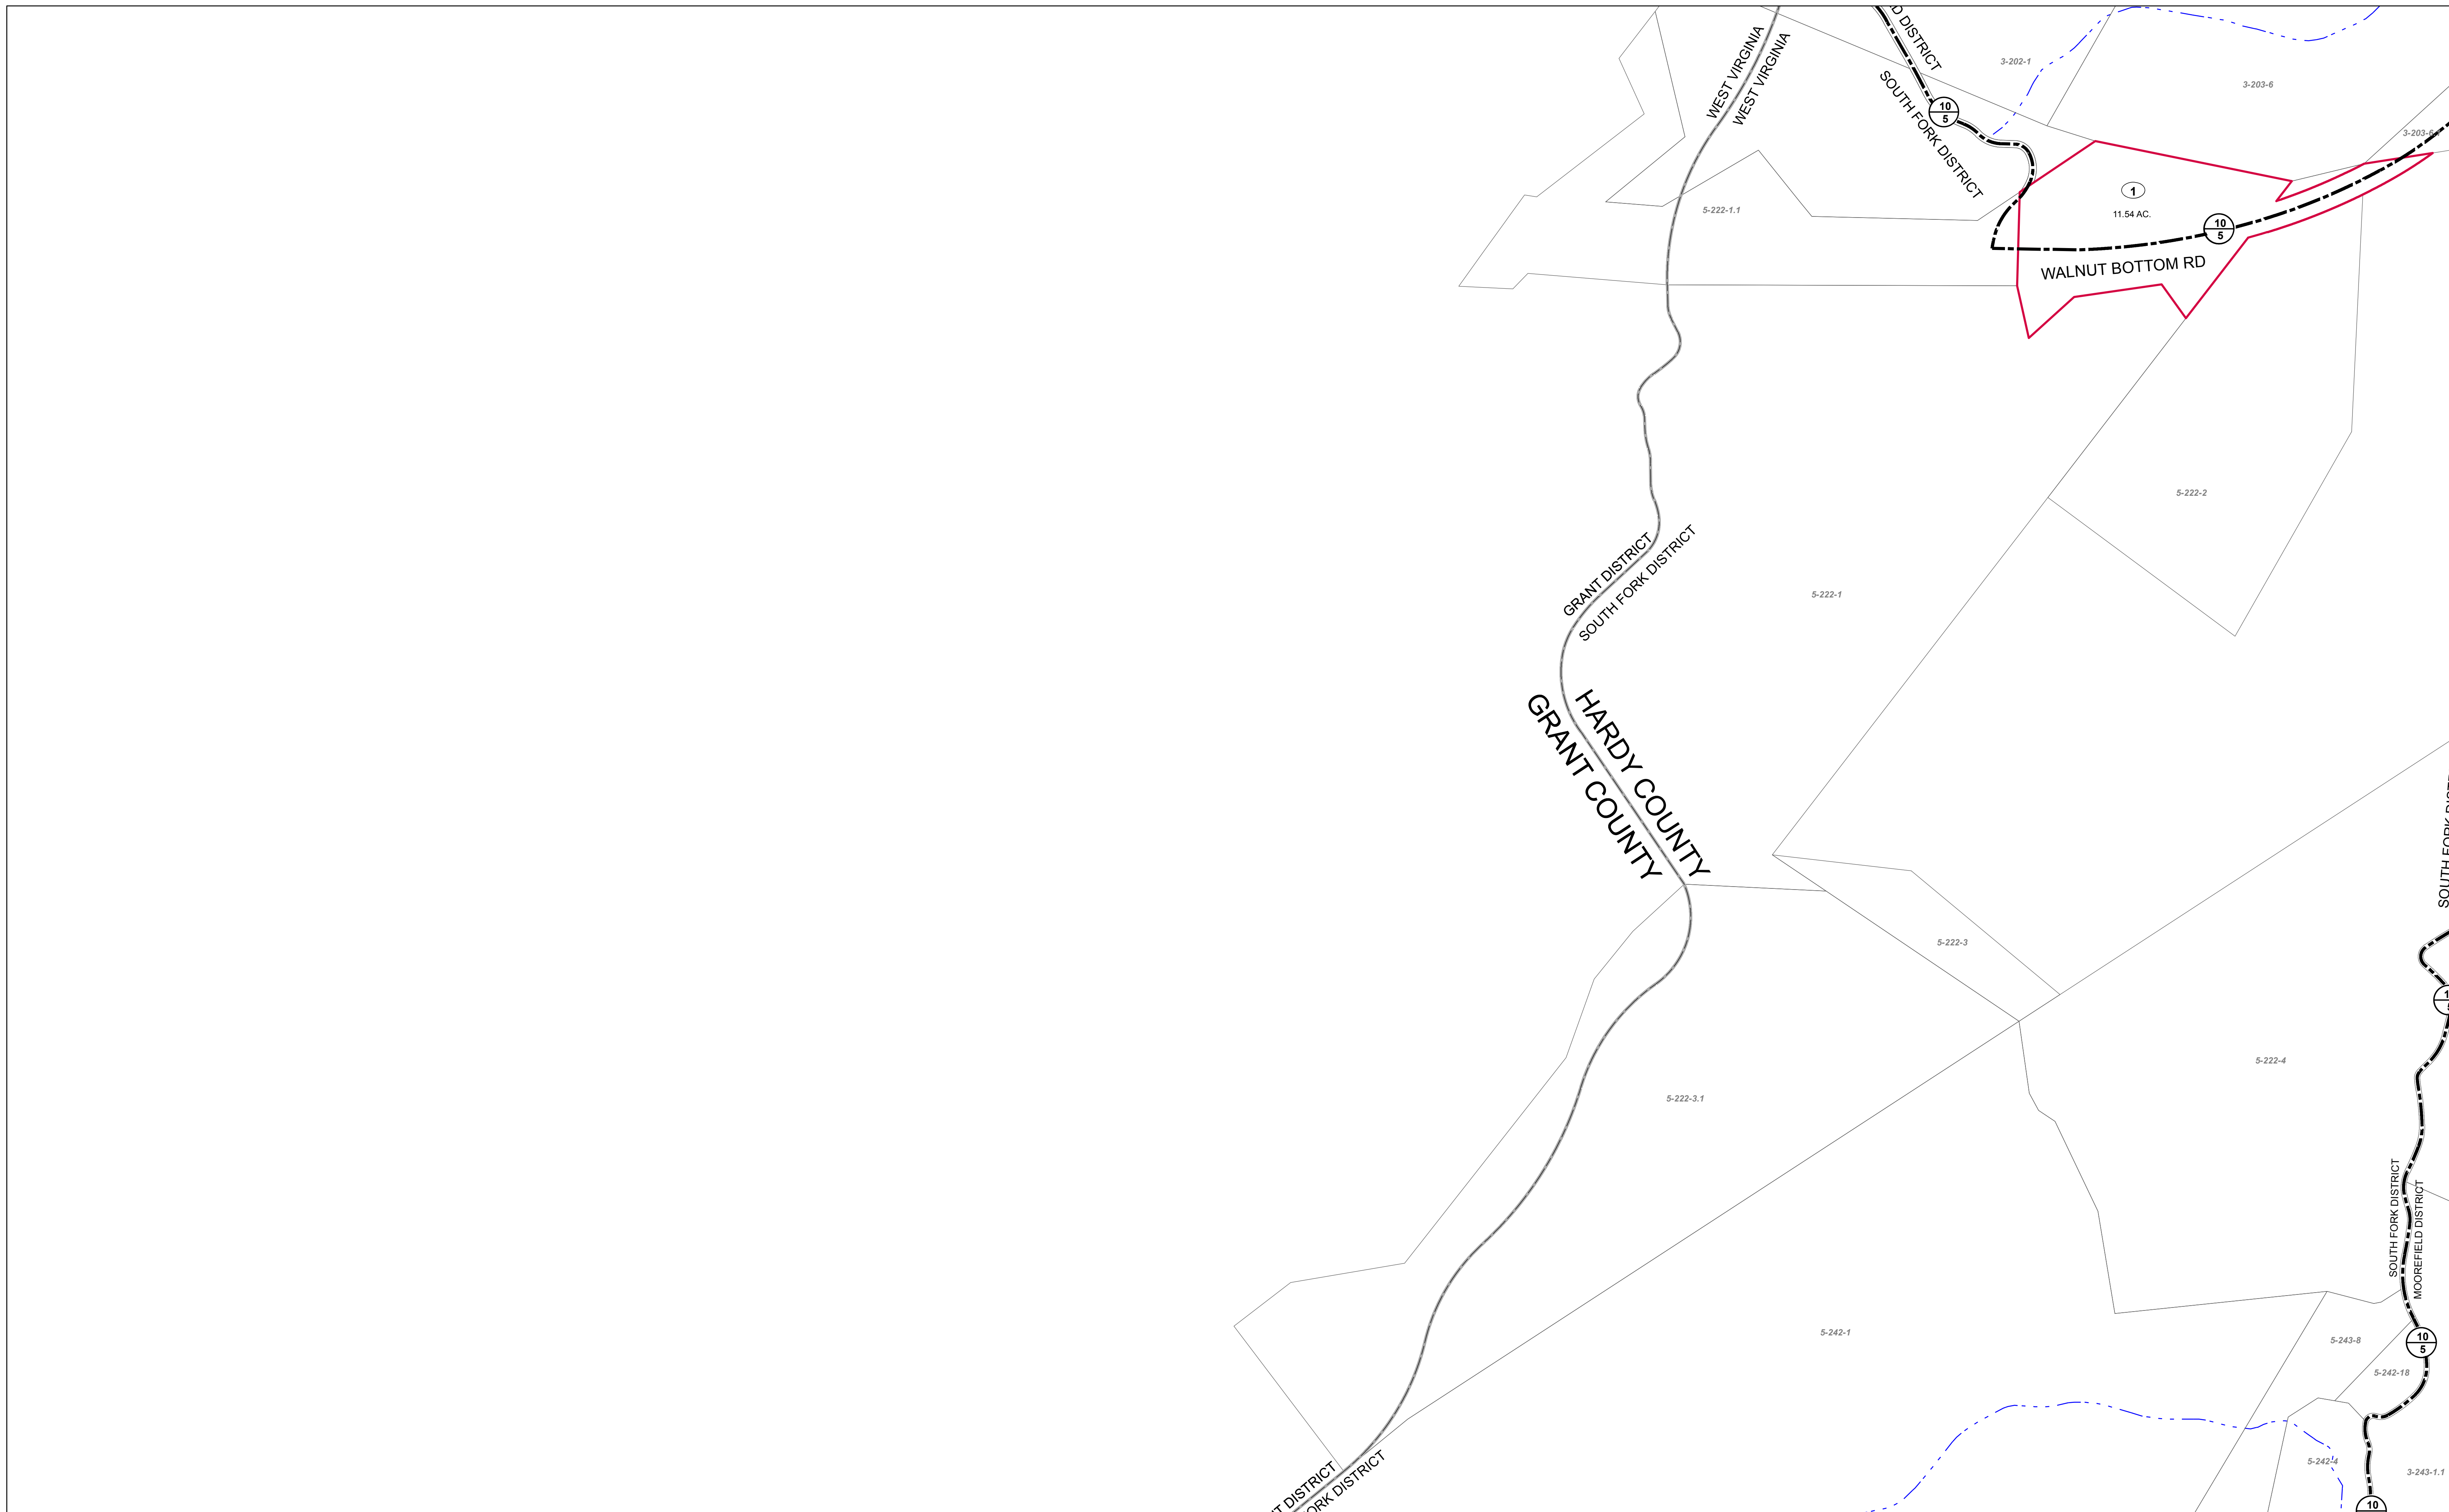 D DISTRICT
SOUTH FORK DISTRICT
WEST VIRGINIA
WEST VIRGINIA
3-202-1
3-203-6
10
5
1
11.54 AC.
5-222-1.1
10
5
WALNUT BOTTOM RD
5-222-2
GRANT DISTRICT
SOUTH FORK DISTRICT
5-222-1
HARDY COUNTY
GRANT COUNTY
5-222-3
5-222-4
5-222-3.1
SOUTH FORK DISTRICT
MOOREFIELD DISTRICT
5-242-1
5-243-8
10
5
5-242-18
5-242-4
3-243-1.1
T DISTRICT
ORK DISTRICT
10